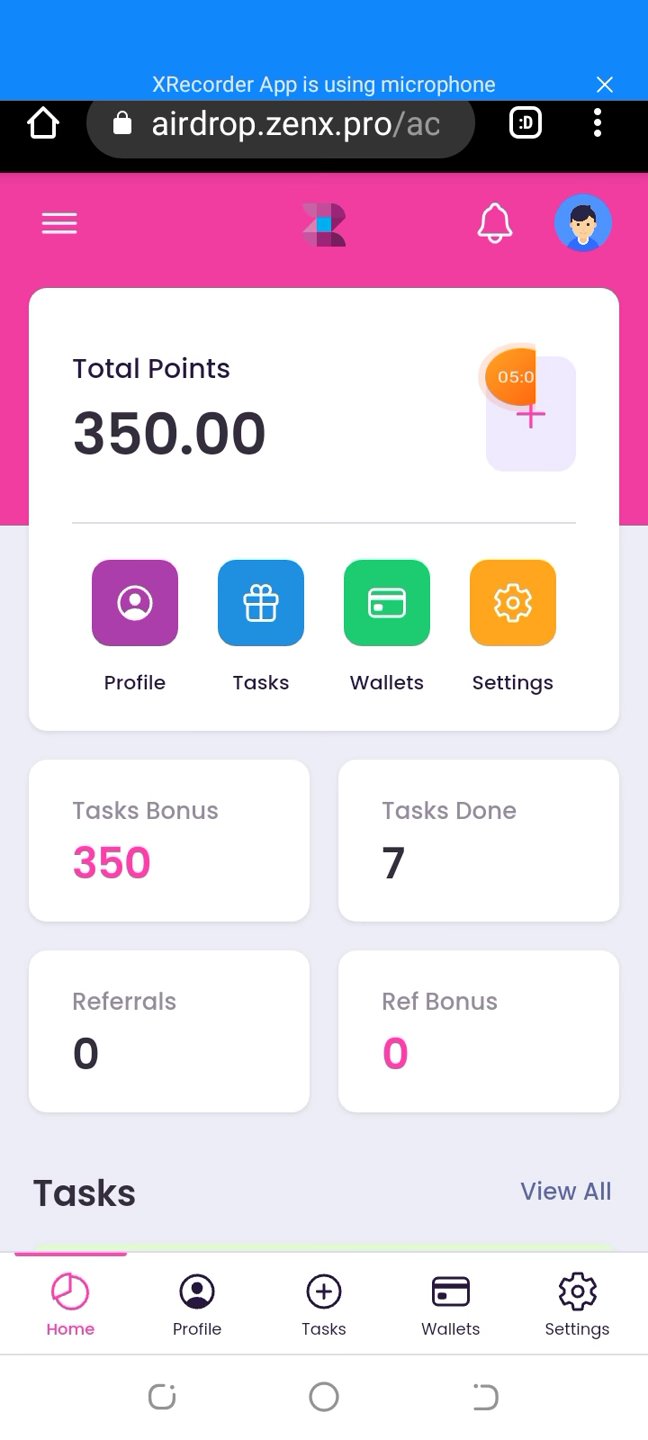 XRecorder App is using microphone
airdrop.zenx.pro/ac
:D
Total Points
350.00
05:0
Profile
Tasks
Wallets
Settings
Tasks Bonus
350
Tasks Done
7
Referrals
0
Ref Bonus
0
Tasks
View All
Home
Profile
Tasks
Wallets
Settings